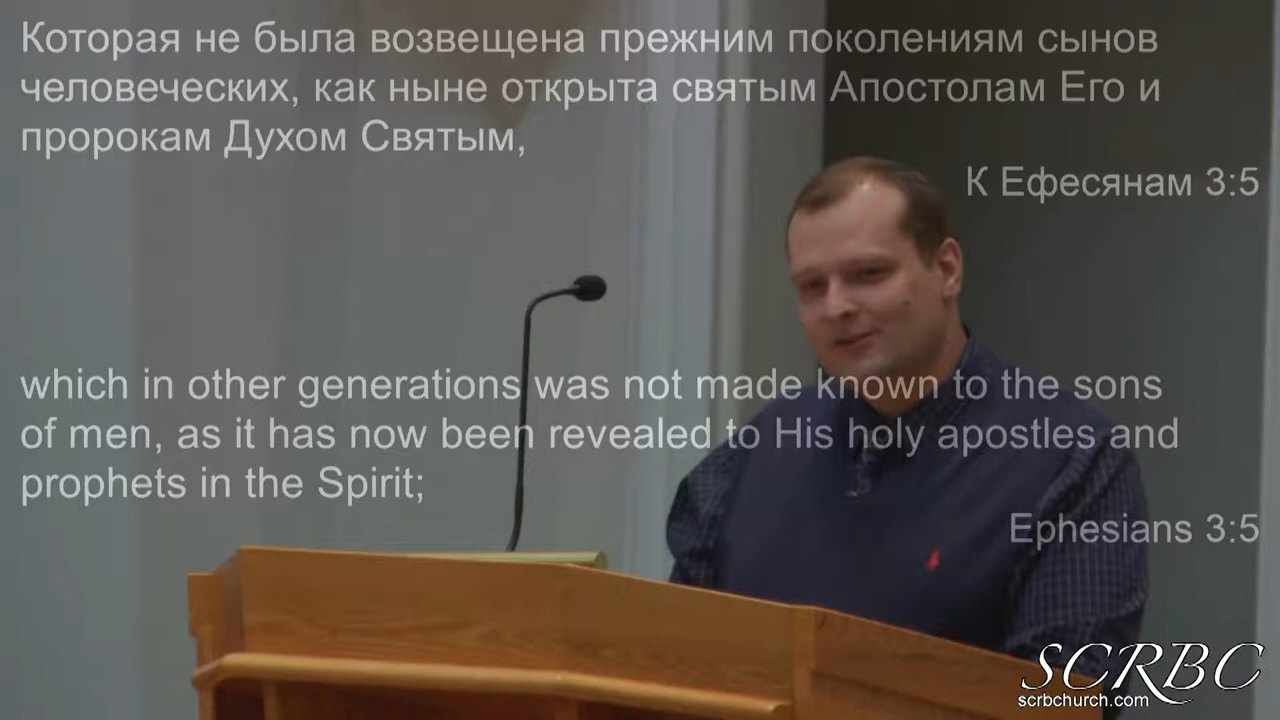 Которая не была возвещена прежним поколениям сынов
человеческих, как ныне открыта святым Апостолам Его и
пророкам Духом Святым,
К Ефесянам 3:5
which in other generations was not made known to the sons
of men, as it has now been revealed to His holy apostles and
prophets in the Spirit;
Ephesians 3:5
SCRBC
scrbchurch.com